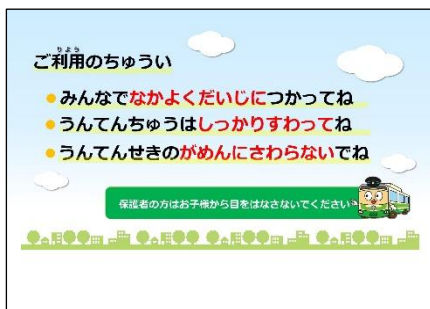 ご利用のちゅうい
みんなでなかよくだいじにつかってね
うんてんちゅうはしっかりすわってね
うんてんせきのがめんにさわらないでね
保護者の方はお子様から目をはなさないでください